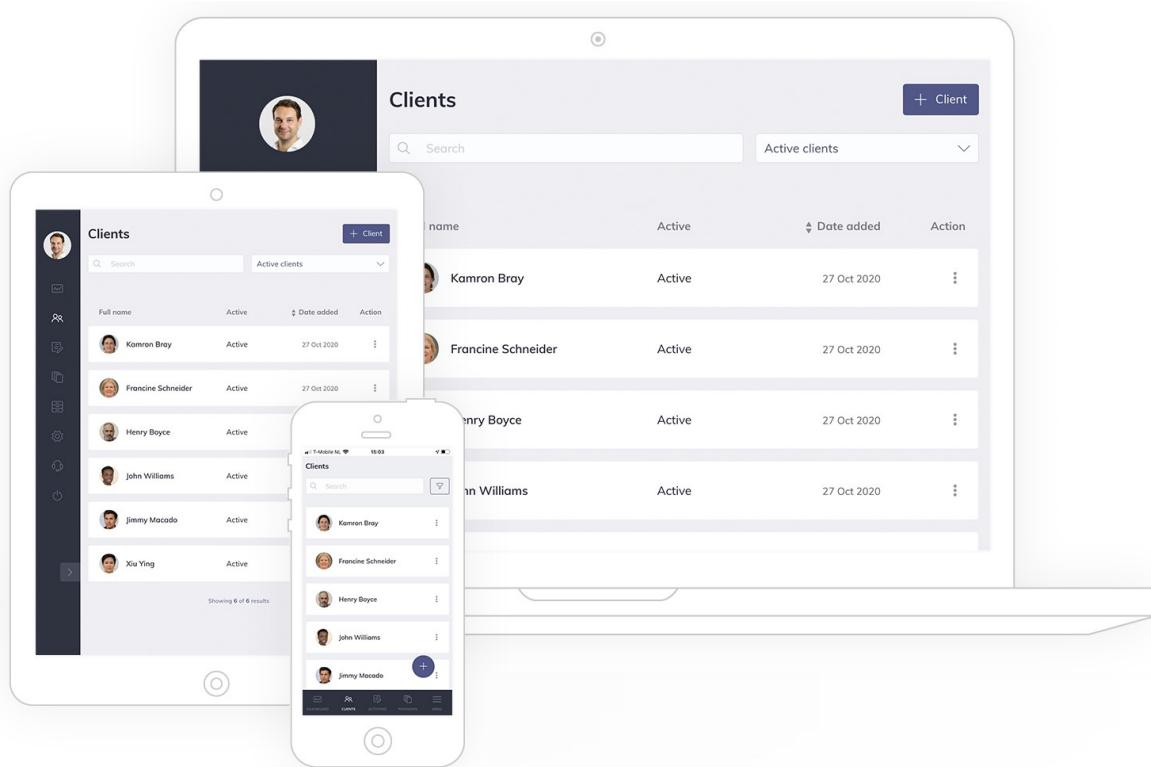 Clients
+ Client
Search
Active clients
name Active Date added Action
Kamron Bray Active 27 Oct 2020
Francine Schneider Active 27 Oct 2020
enry Boyce Active 27 Oct 2020
hn Williams Active 27 Oct 2020
Clients
+ Client
Search
Active clients
Full name Active Date added Action
Kamron Bray Active 27 Oct 2020
Francine Schneider Active 27 Oct 2020
Henry Boyce Active
John Williams Active
Jimmy Macado Active
Xiu Ying Active
Showing 6 of 6 results
T-Mobile NL 15:03
Clients
Search
Kamron Bray
Francine Schneider
Henry Boyce
John Williams
Jimmy Macado
+
DASHBOARD CLIENTS ACTIVITIES MENU